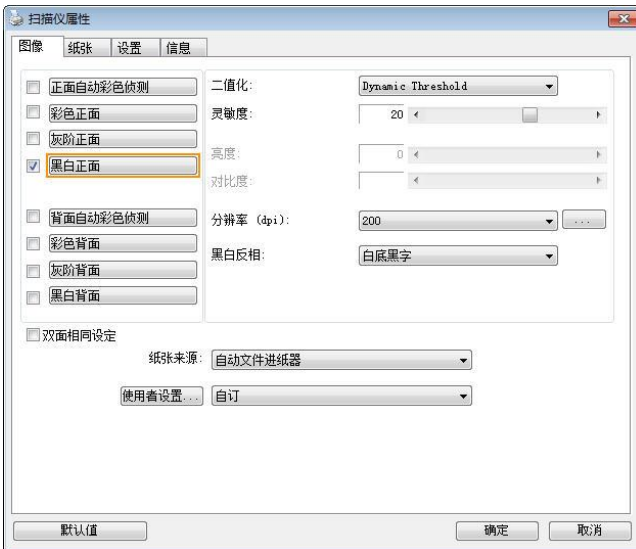 扫描仪属性
图像 纸张 设置 信息
正面自动彩色侦测
彩色正面
灰阶正面
黑白正面
背面自动彩色侦测
彩色背面
灰阶背面
黑白背面
二值化: Dynamic Threshold
灵敏度: 20
亮度: 0
对比度:
分辨率 (dpi): 200 ...
黑白反相: 白底黑字
双面相同设定
纸张来源: 自动文件进纸器
使用者设置... 自订
默认值 确定 取消